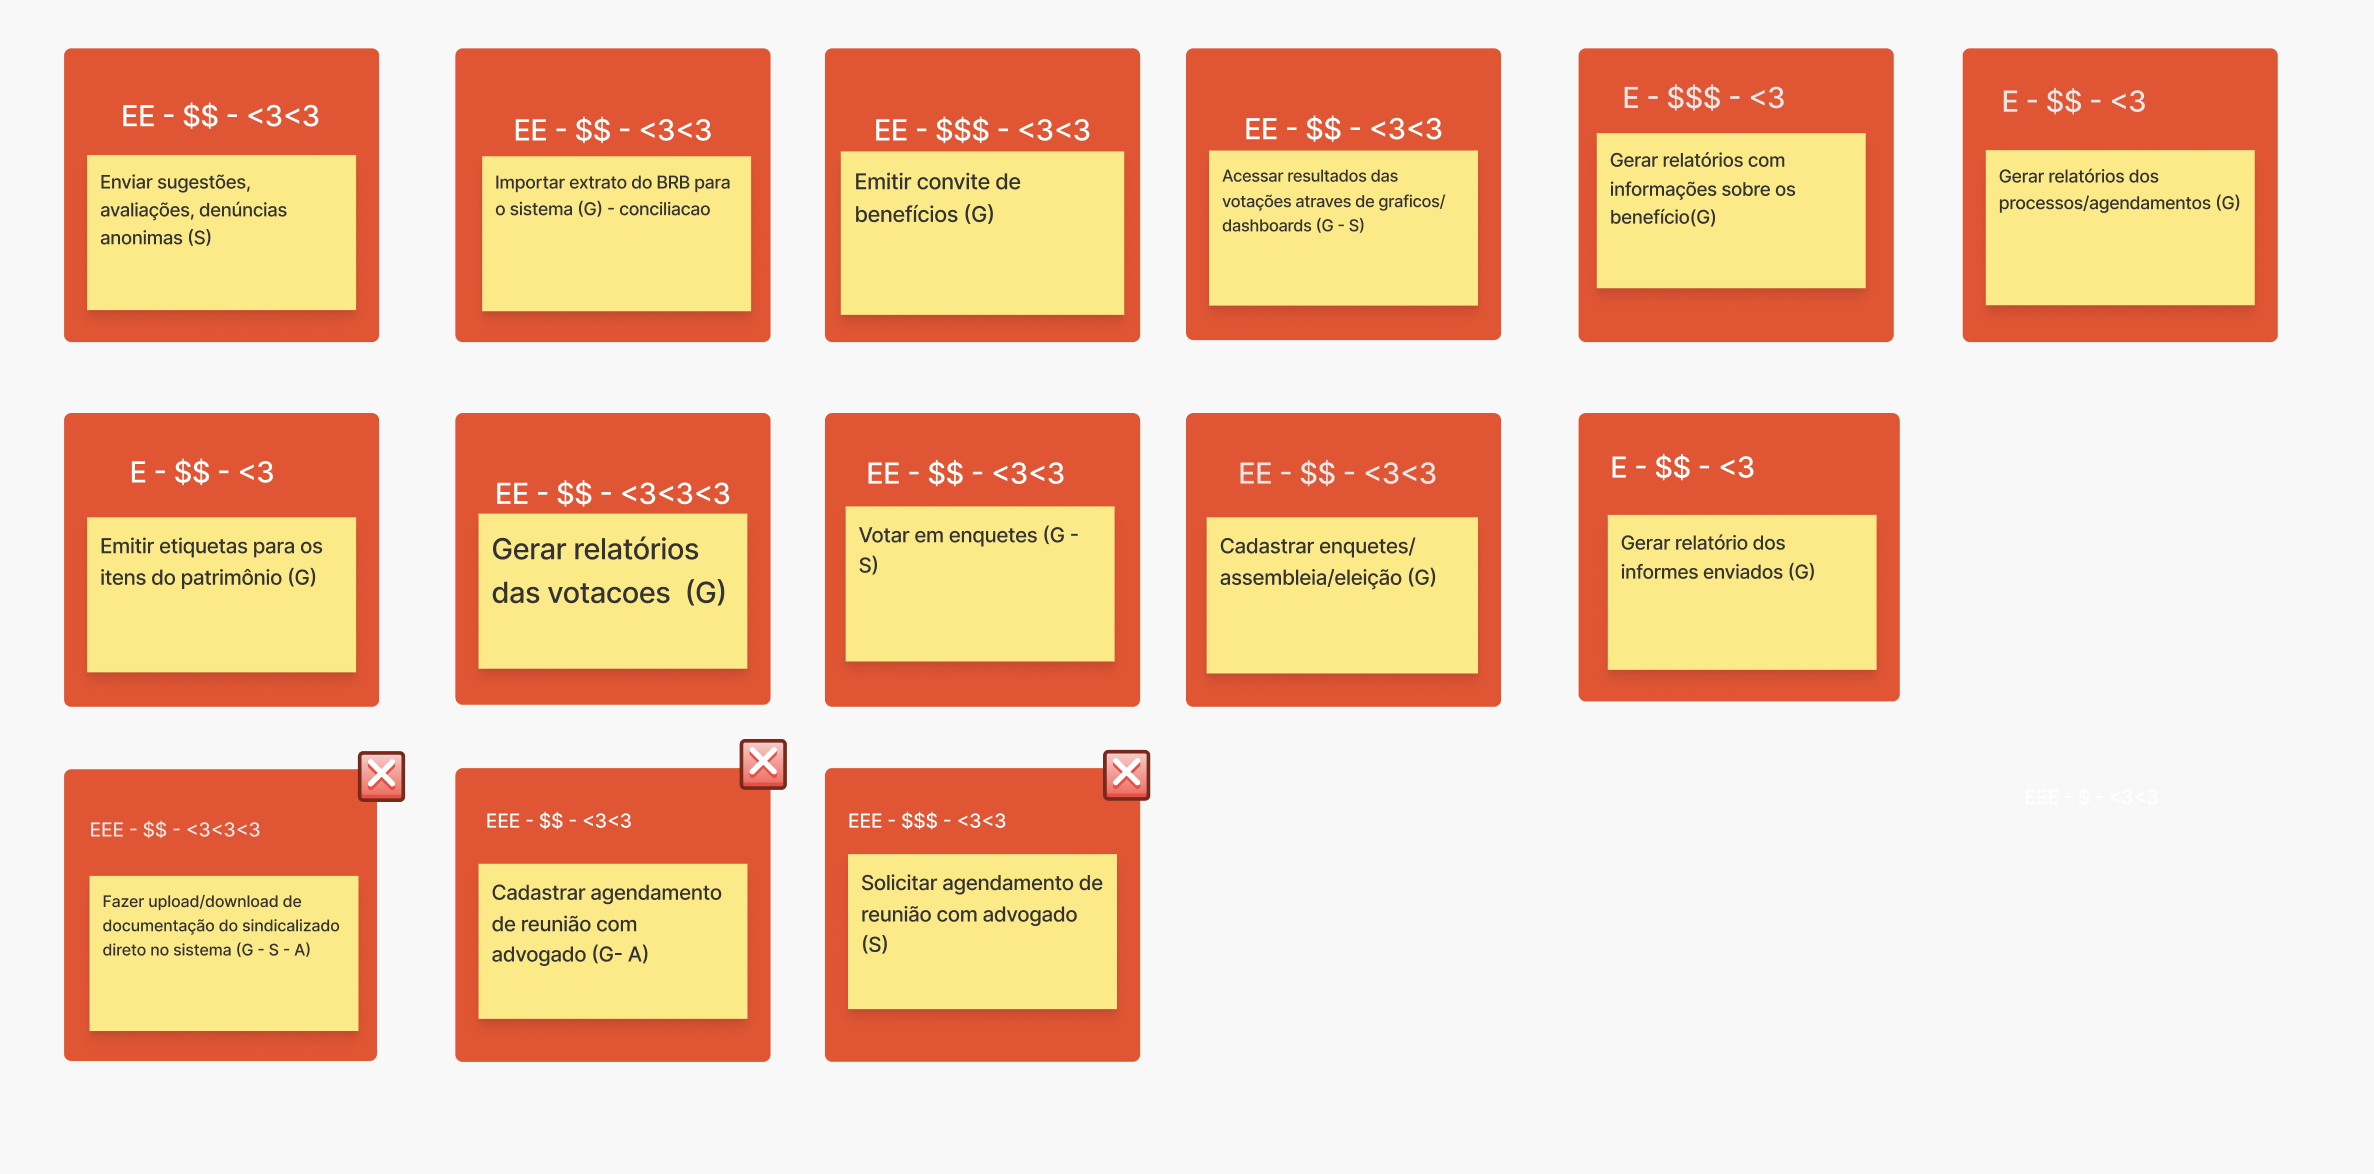 EE - $$ - <3<3
Enviar sugestões,
avaliações, denúncias
anonimas (S)
EE - $$ - <3<3
Importar extrato do BRB para
o sistema (G) - conciliacao
EE - $$$ - <3<3
Emitir convite de
benefícios (G)
EE - $$ - <3<3
Acessar resultados das
votações atraves de graficos/
dashboards (G - S)
E - $$$ - <3
Gerar relatórios com
informações sobre os
benefício(G)
E - $$ - <3
Gerar relatórios dos
processos/agendamentos (G)
E - $$ - <3
Emitir etiquetas para os
itens do patrimônio (G)
EE - $$ - <3<3<3
Gerar relatórios
das votacoes  (G)
EE - $$ - <3<3
Votar em enquetes (G -
S)
EE - $$ - <3<3
Cadastrar enquetes/
assembleia/eleição (G)
E - $$ - <3
Gerar relatório dos
informes enviados (G)
EEE - $$ - <3<3<3
Fazer upload/download de
documentação do sindicalizado
direto no sistema (G - S - A)
EEE - $$ - <3<3
Cadastrar agendamento
de reunião com
advogado (G- A)
EEE - $$$ - <3<3
Solicitar agendamento de
reunião com advogado
(S)
EEE - $ - <3<3